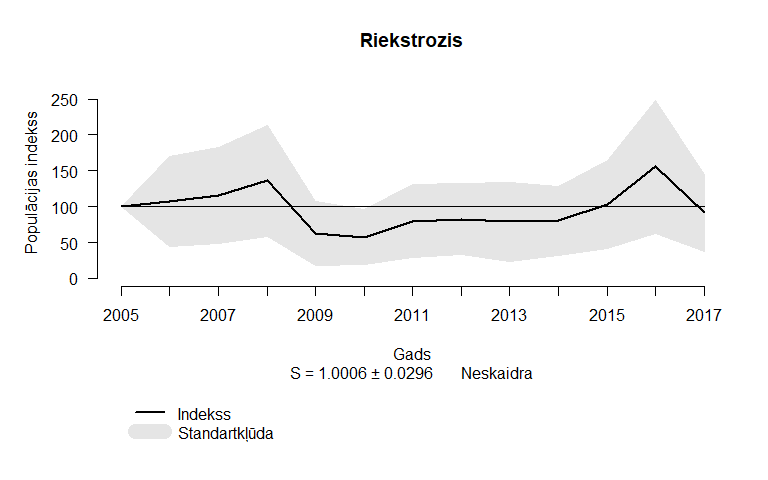 Riekstrozis
Populācijas indekss
250
200
150
100
50
0
2005 2007 2009 2011 2013 2015 2017
Gads
S = 1.0006 ± 0.0296 Neskaidra
Indekss
Standartkļūda